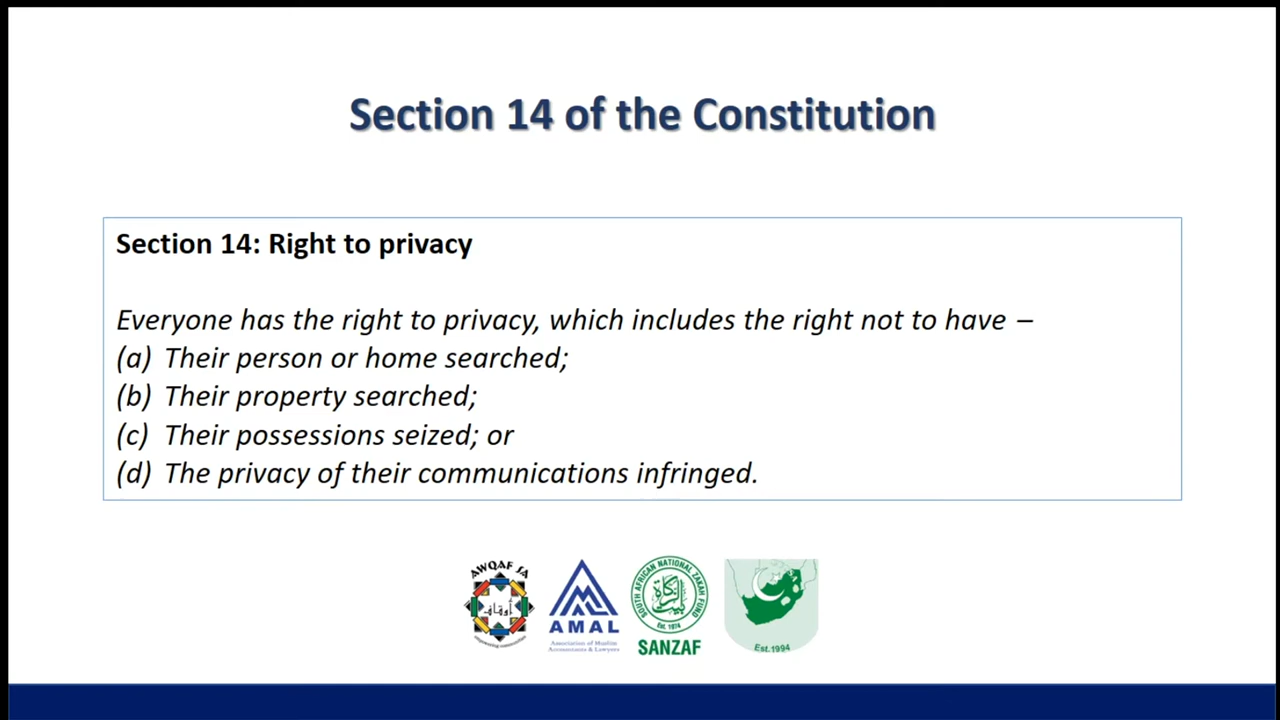 Section 14 of the Constitution
Section 14: Right to privacy
Everyone has the right to privacy, which includes the right not to have –
(a) Their person or home searched;
(b) Their property searched;
(c) Their possessions seized; or
(d) The privacy of their communications infringed.
AWQAF SA
أوقاف
empowering communities
AMAL
Association of Muslim
Accountants & Lawyers
SOUTH AFRICAN NATIONAL ZAKAH FUND
Est. 1974
SANZAF
Est.1994